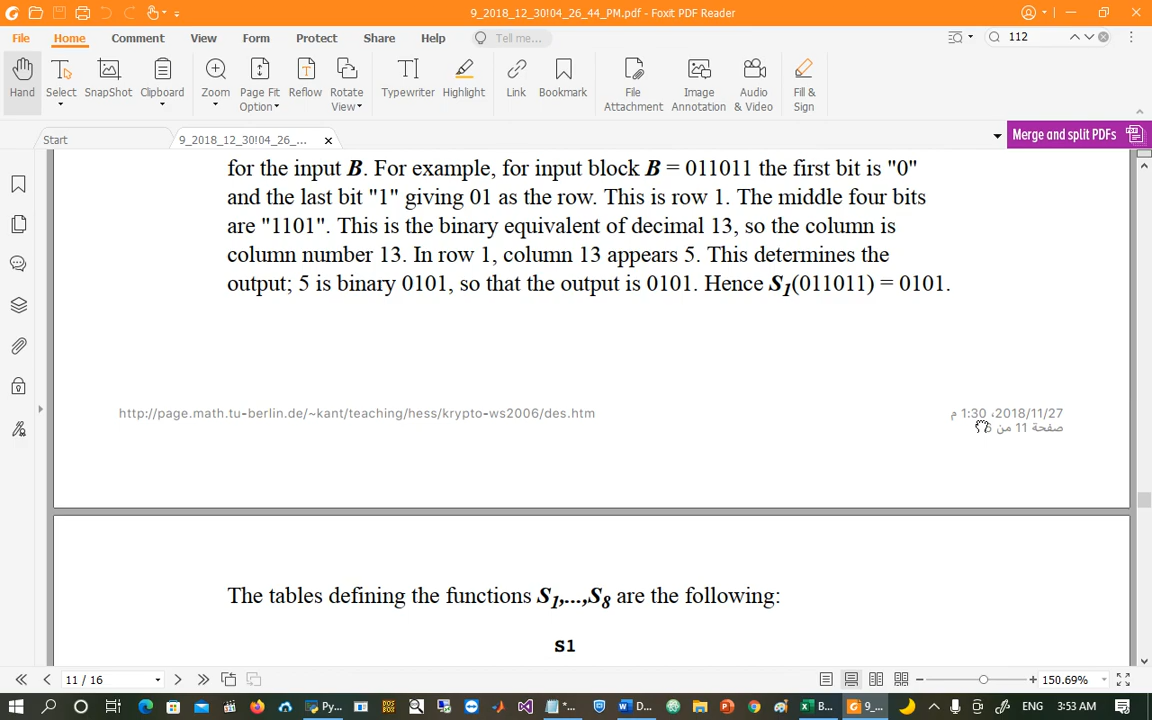 9_2018_12_30!04_26_44_PM.pdf - Foxit PDF Reader
File Home Comment View Form Protect Share Help Tell me... 112
Hand Select SnapShot Clipboard Zoom Page Fit Option Reflow Rotate View Typewriter Highlight Link Bookmark File Attachment Image Annotation Audio & Video Fill & Sign
Start 9_2018_12_30!04_26_... Merge and split PDFs
for the input B. For example, for input block B = 011011 the first bit is "0"
and the last bit "1" giving 01 as the row. This is row 1. The middle four bits
are "1101". This is the binary equivalent of decimal 13, so the column is
column number 13. In row 1, column 13 appears 5. This determines the
output; 5 is binary 0101, so that the output is 0101. Hence S1(011011) = 0101.
http://page.math.tu-berlin.de/~kant/teaching/hess/krypto-ws2006/des.htm
2018/11/27، 1:30 م
صفحة 11 من
The tables defining the functions S1,...,S8 are the following:
S1
11 / 16 150.69%
Py... *... D... B... 9_... ENG 3:53 AM